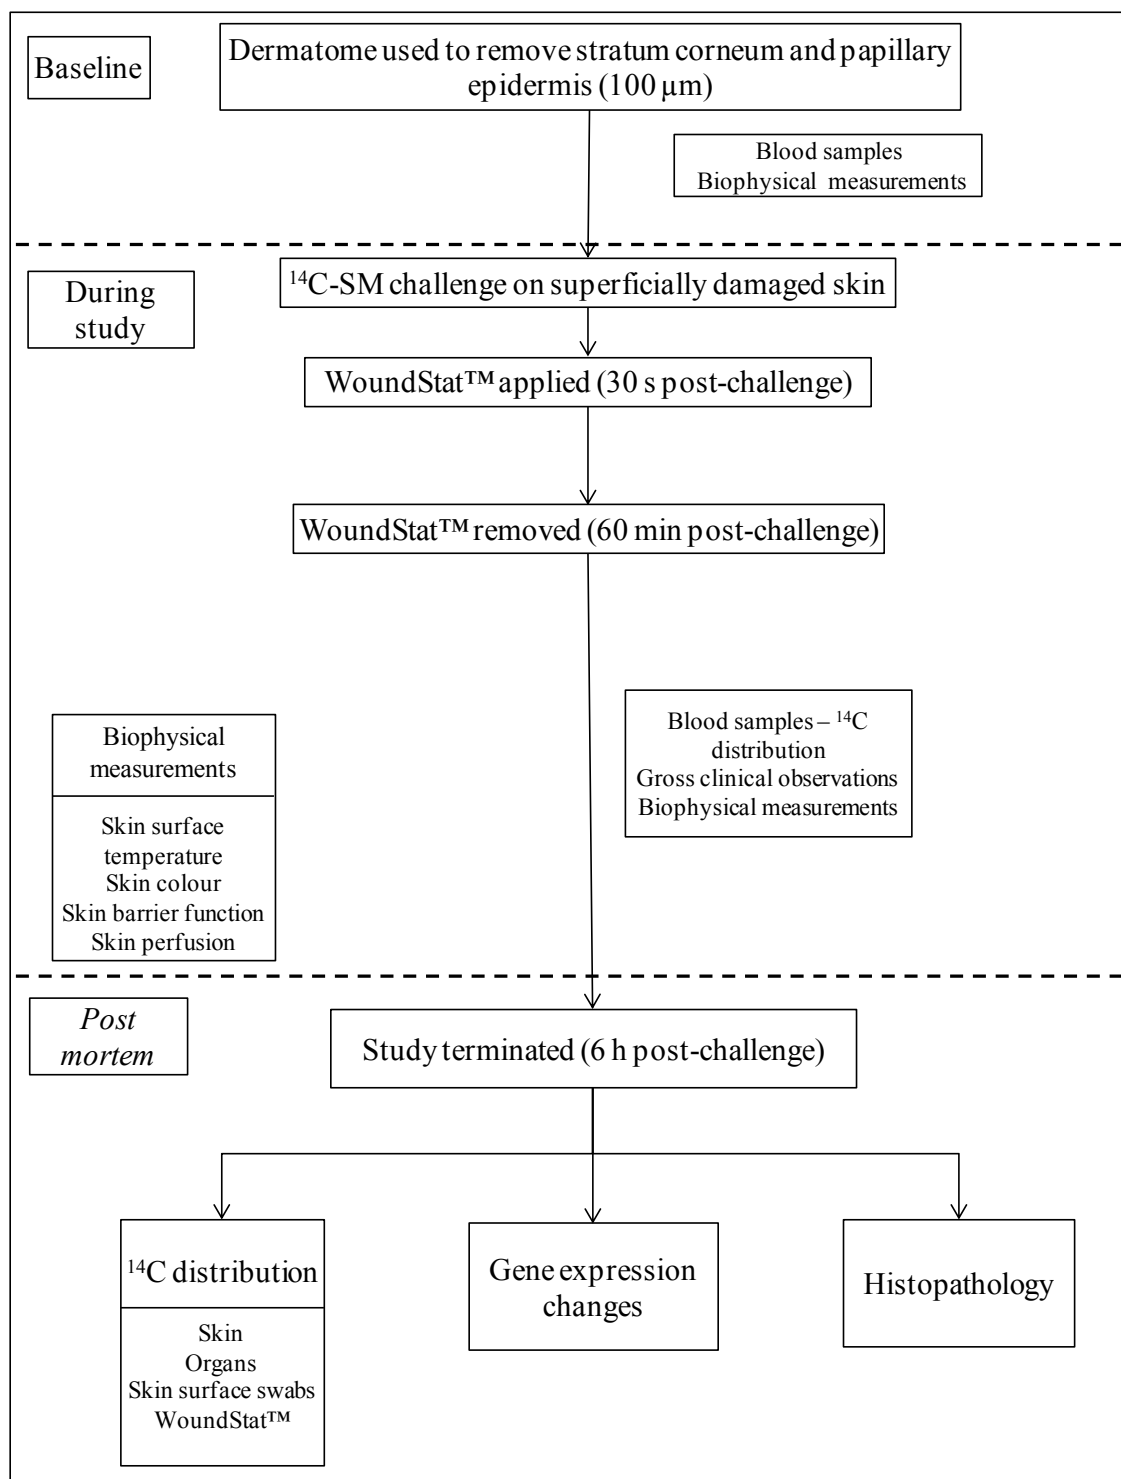 Baseline
Dermatome used to remove stratum corneum and papillary
epidermis (100 µm)
Blood samples
Biophysical measurements
During
study
¹⁴C-SM challenge on superficially damaged skin
WoundStat™ applied (30 s post-challenge)
WoundStat™ removed (60 min post-challenge)
Biophysical
measurements
Skin surface
temperature
Skin colour
Skin barrier function
Skin perfusion
Blood samples – ¹⁴C
distribution
Gross clinical observations
Biophysical measurements
Post
mortem
Study terminated (6 h post-challenge)
¹⁴C distribution
Skin
Organs
Skin surface swabs
WoundStat™
Gene expression
changes
Histopathology